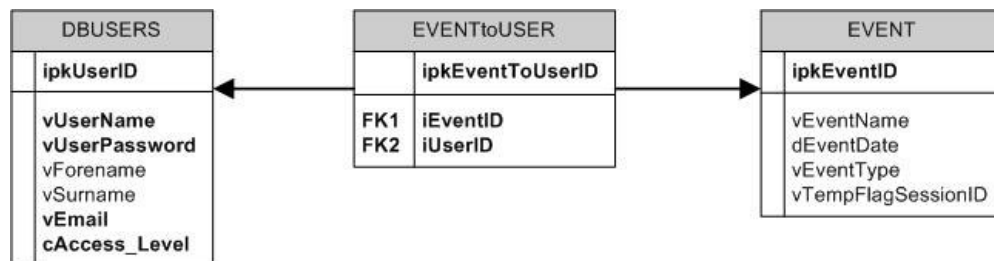 DBUSERS
ipkUserID
vUserName
vUserPassword
vForename
vSurname
vEmail
cAccess_Level
EVENTtoUSER
ipkEventToUserID
FK1 iEventID
FK2 iUserID
EVENT
ipkEventID
vEventName
dEventDate
vEventType
vTempFlagSessionID